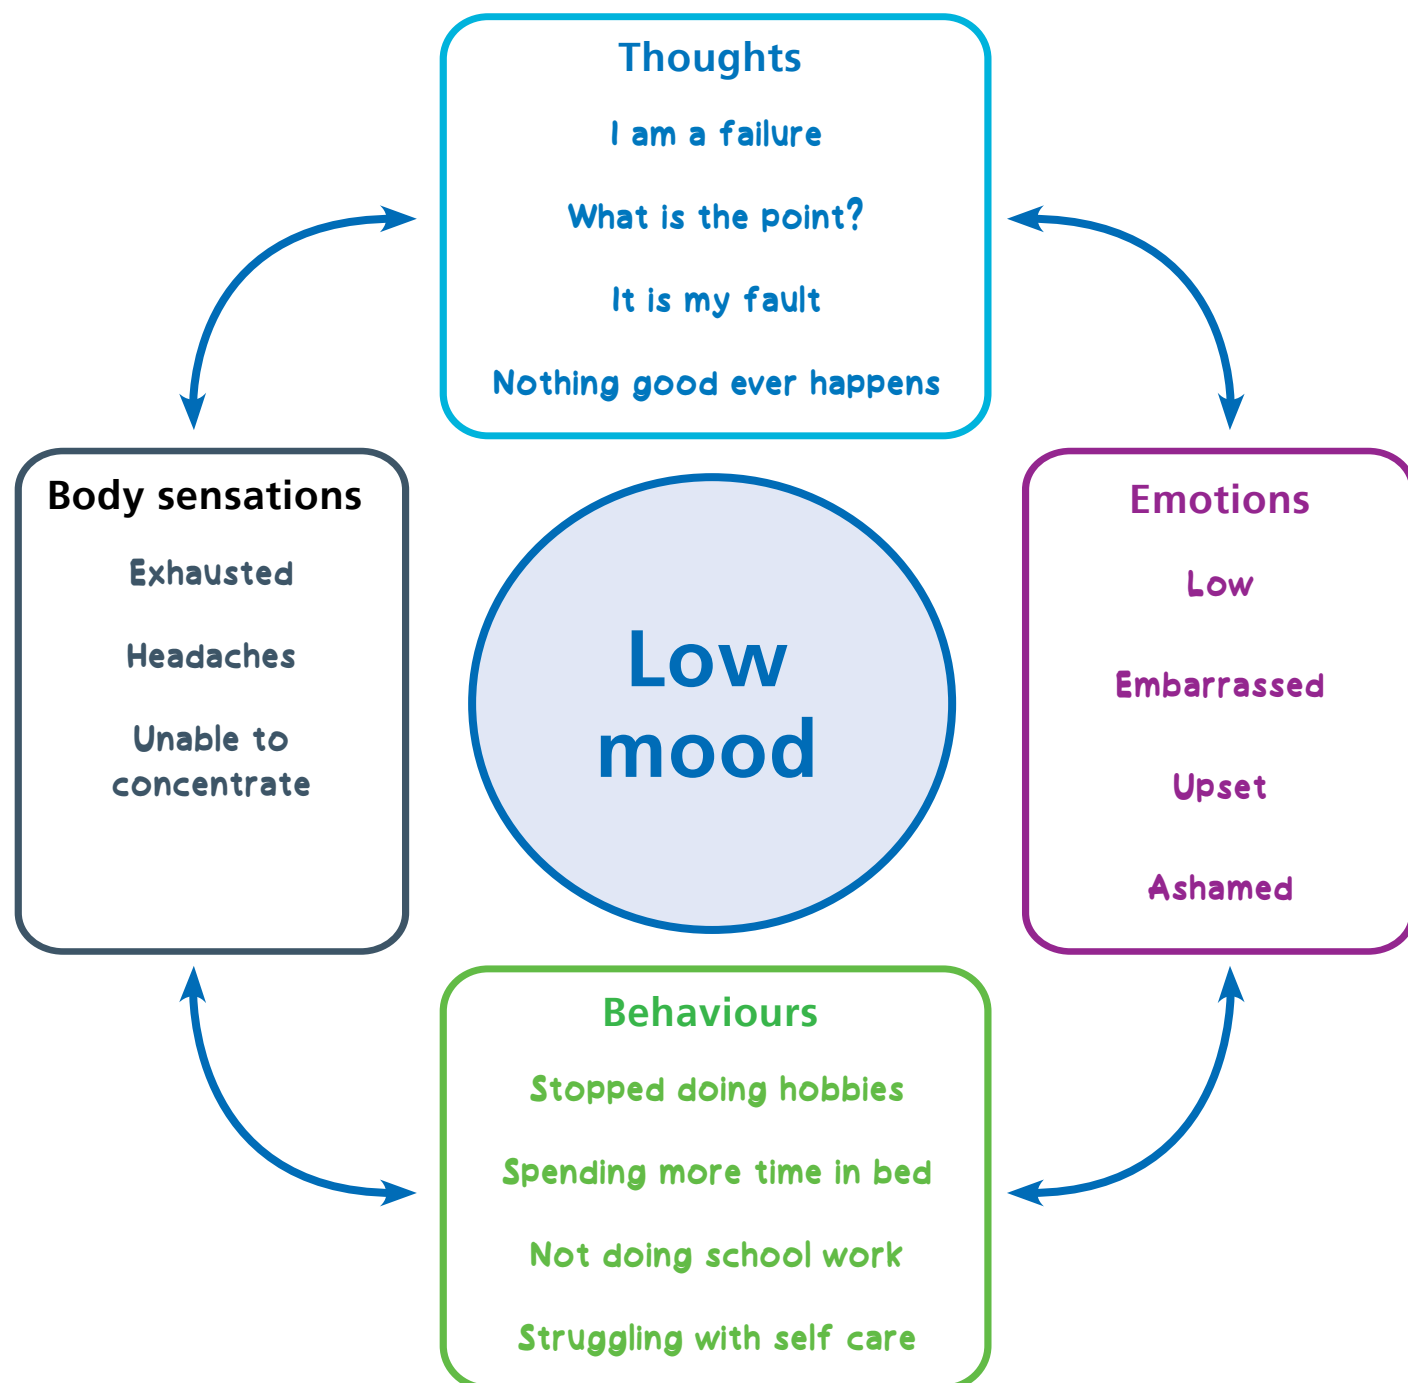 Thoughts
I am a failure
What is the point?
It is my fault
Nothing good ever happens
Body sensations
Exhausted
Headaches
Unable to
concentrate
Low
mood
Emotions
Low
Embarrassed
Upset
Ashamed
Behaviours
Stopped doing hobbies
Spending more time in bed
Not doing school work
Struggling with self care